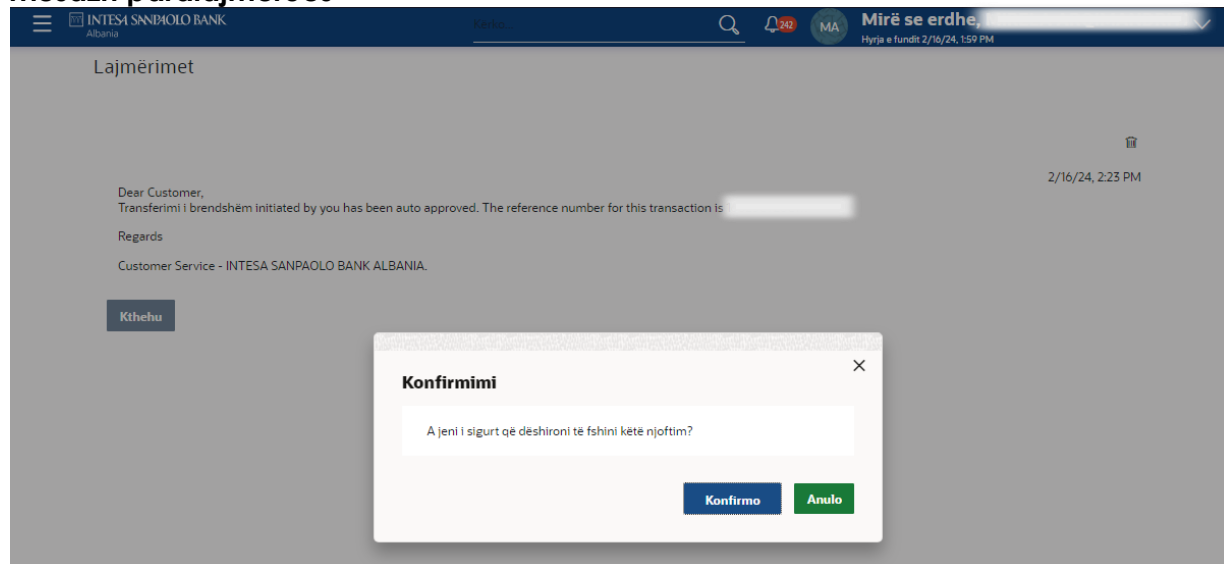 INTESA SANPAOLO BANK
Albania
242
MA
Mirë se erdhe,
Hyrja e fundit 2/16/24, 1:59 PM
Lajmërimet
2/16/24, 2:23 PM
Dear Customer,
Transferimi i brendshëm initiated by you has been auto approved. The reference number for this transaction is
Regards
Customer Service - INTESA SANPAOLO BANK ALBANIA.
Kthehu
Konfirmimi
A jeni i sigurt që dëshironi të fshini këtë njoftim?
Konfirmo
Anulo